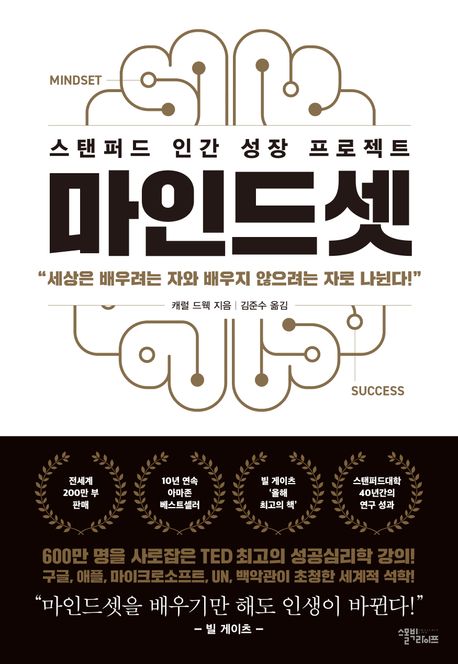 MINDSET
스탠퍼드 인간 성장 프로젝트
마인드셋
“세상은 배우려는 자와 배우지 않으려는 자로 나뉜다!”
캐럴 드웩 지음 | 김준수 옮김
SUCCESS
전세계
200만 부
판매
10년 연속
아마존
베스트셀러
빌 게이츠
‘올해
최고의 책’
스탠퍼드대학
40년간의
연구 성과
600만 명을 사로잡은 TED 최고의 성공심리학 강의!
구글, 애플, 마이크로소프트, UN, 백악관이 초청한 세계적 석학!
“마인드셋을 배우기만 해도 인생이 바뀐다!”
– 빌 게이츠 –
스몰빅라이프